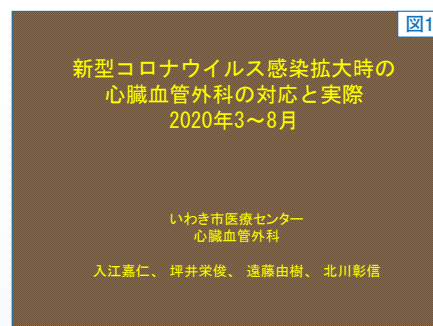 図1
新型コロナウイルス感染拡大時の
心臓血管外科の対応と実際
2020年3～8月
いわき市医療センター
心臓血管外科
入江嘉仁、 坪井栄俊、 遠藤由樹、 北川彰信